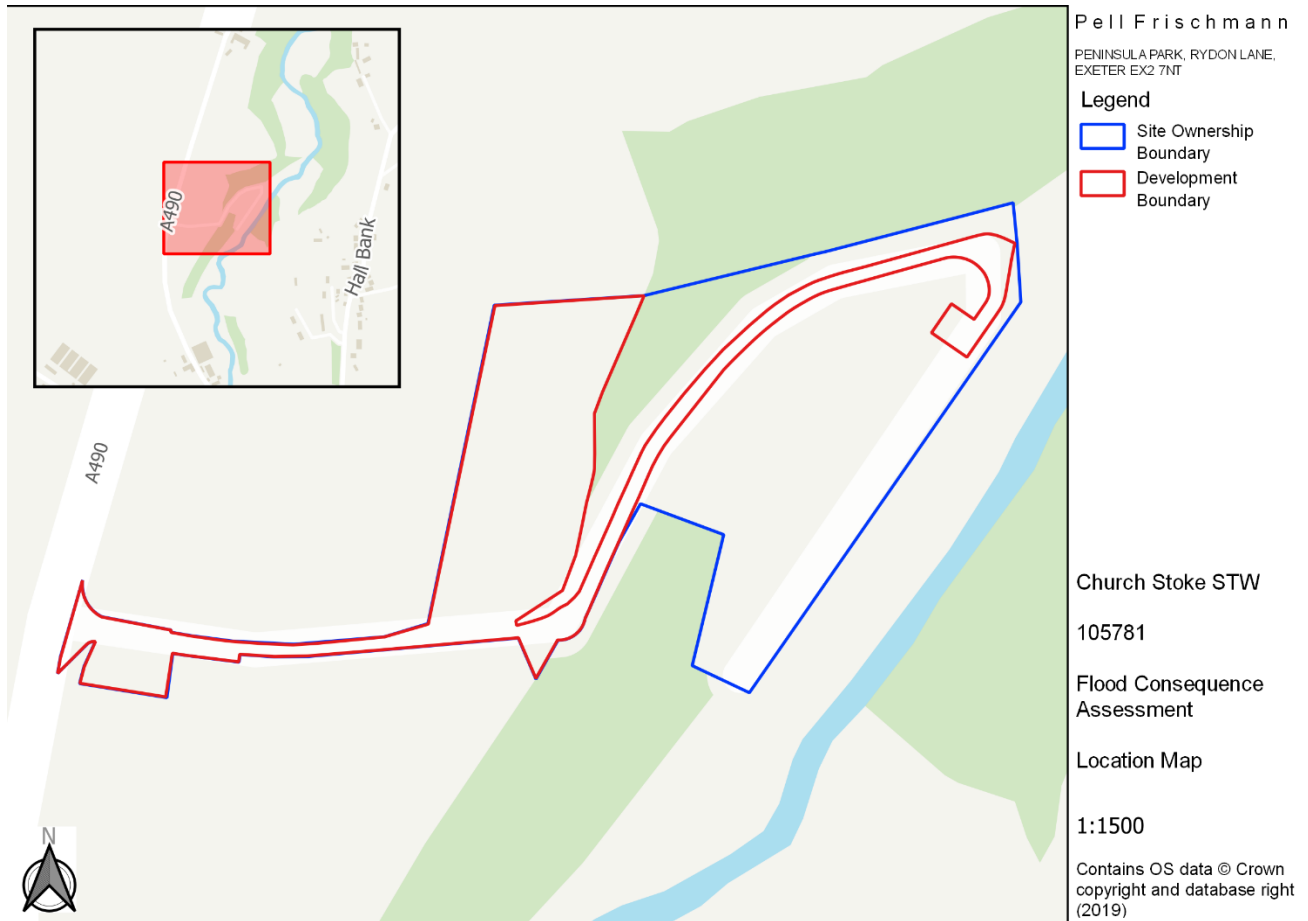 Pell Frischmann
PENINSULA PARK, RYDON LANE,
EXETER EX2 7NT
Legend
Site Ownership
Boundary
Development
Boundary
A490
Hall Bank
A490
N
Church Stoke STW
105781
Flood Consequence
Assessment
Location Map
1:1500
Contains OS data © Crown
copyright and database right
(2019)